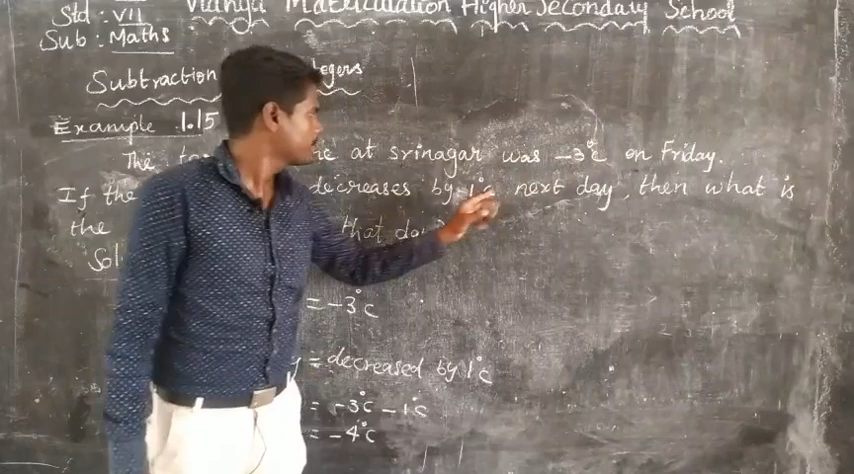 Std : VII
Vidhya Matriculation Higher Secondary School
Sub : Maths
Subtraction tegers
Example 1.15
The at srinagar was -3°c on Friday.
If the decreases by 1°c next day, then what is
the that day
Sol
= -3°c
= decreased by 1°c
= -3°c - 1°c
= -4°c